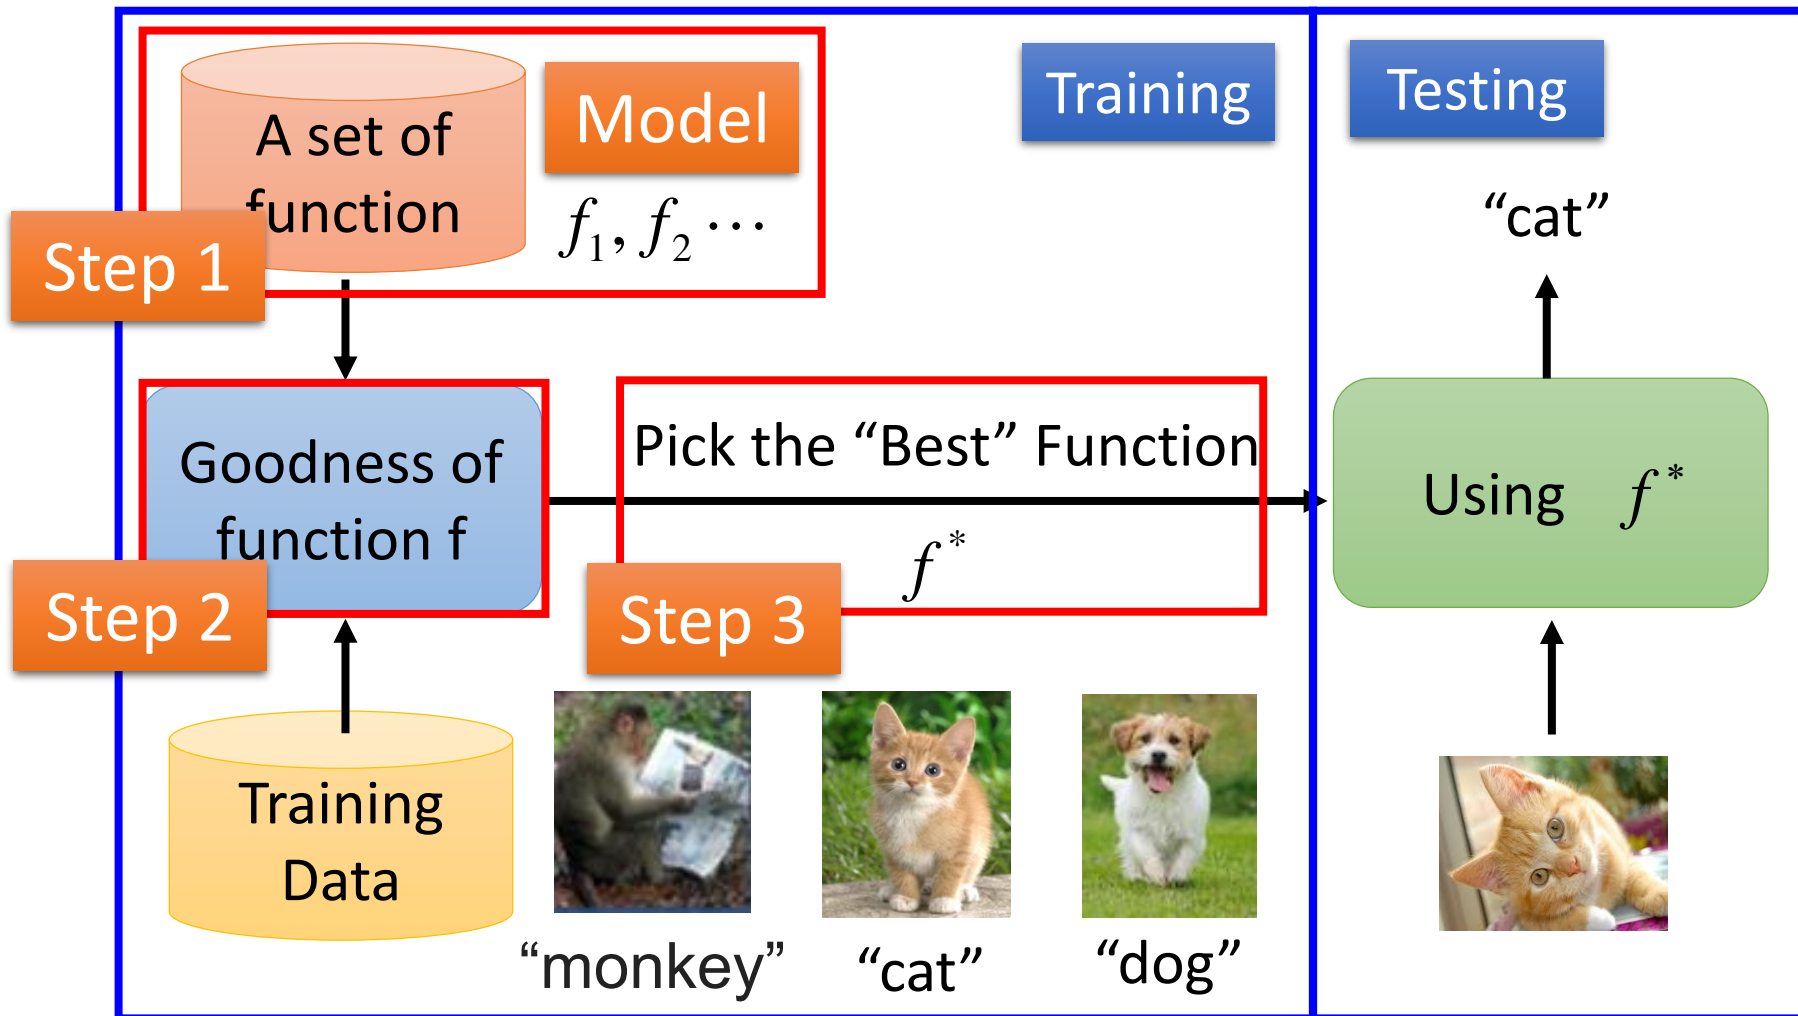 A set of
function
Model
f1, f2 ⋯
Training
Testing
Step 1
“cat”
Goodness of
function f
Step 2
Pick the “Best” Function
f*
Step 3
Using f*
Training
Data
“monkey”
“cat”
“dog”